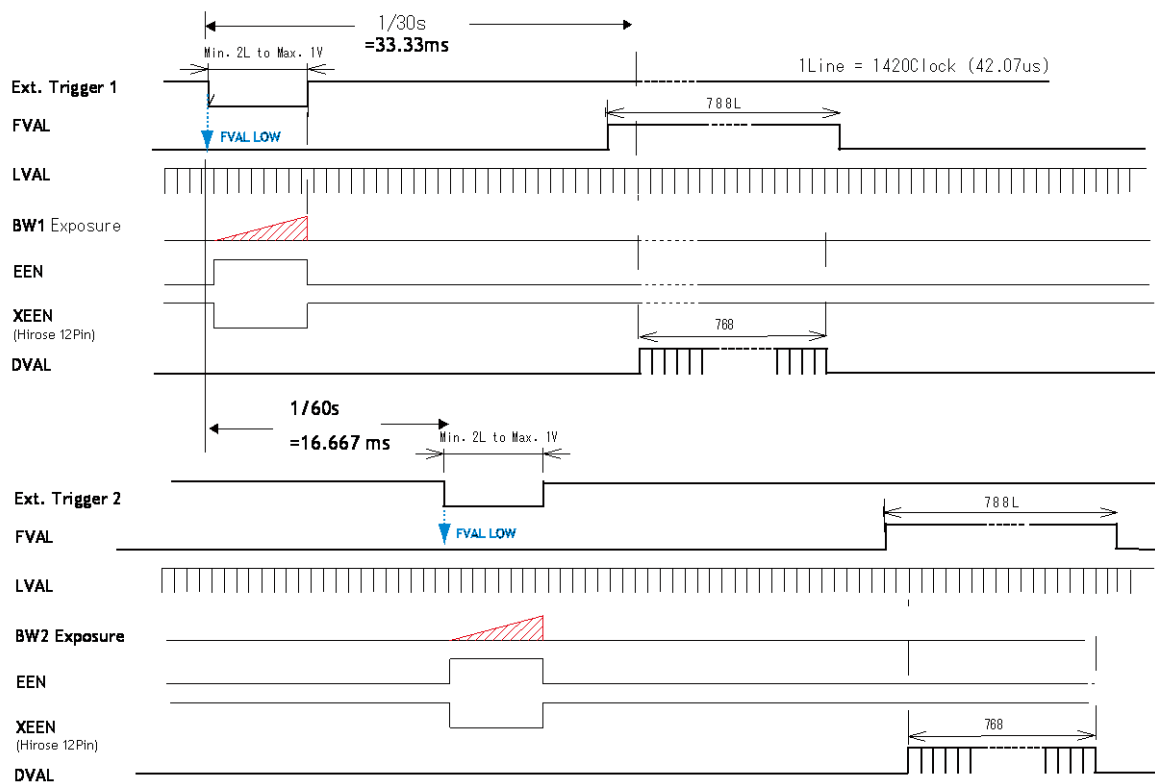 1/30s
=33.33ms
Min. 2L to Max. 1V
1Line = 1420Clock (42.07us)
Ext. Trigger 1
788L
FVAL
FVAL LOW
LVAL
BW1 Exposure
EEN
XEEN
(Hirose 12Pin)
768
DVAL
1/60s
=16.667 ms
Min. 2L to Max. 1V
Ext. Trigger 2
788L
FVAL
FVAL LOW
LVAL
BW2 Exposure
EEN
XEEN
(Hirose 12Pin)
768
DVAL